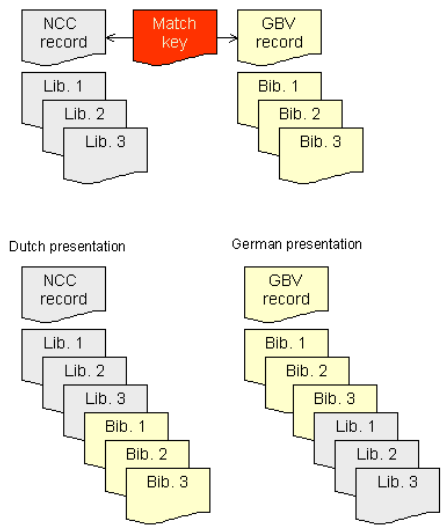 NCC
record
Match
key
GBV
record
Lib. 1
Lib. 2
Lib. 3
Bib. 1
Bib. 2
Bib. 3
Dutch presentation
NCC
record
Lib. 1
Lib. 2
Lib. 3
Bib. 1
Bib. 2
Bib. 3
German presentation
GBV
record
Bib. 1
Bib. 2
Bib. 3
Lib. 1
Lib. 2
Lib. 3